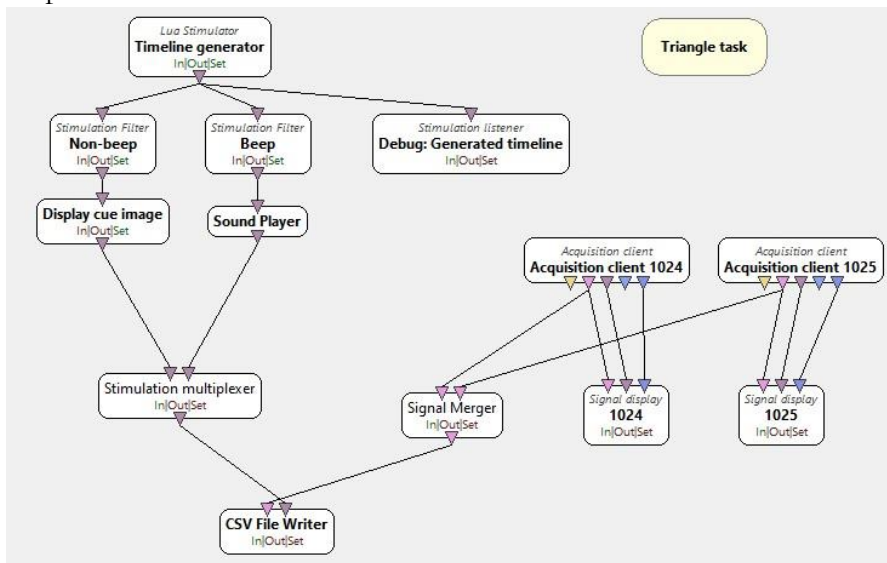 Lua Stimulator
Timeline generator
In|Out|Set
Triangle task
Stimulation Filter
Non-beep
In|Out|Set
Stimulation Filter
Beep
In|Out|Set
Stimulation listener
Debug: Generated timeline
In|Out|Set
Display cue image
In|Out|Set
Sound Player
Acquisition client
Acquisition client 1024
Acquisition client
Acquisition client 1025
Stimulation multiplexer
In|Out|Set
Signal Merger
In|Out|Set
Signal display
1024
In|Out|Set
Signal display
1025
In|Out|Set
CSV File Writer
In|Out|Set